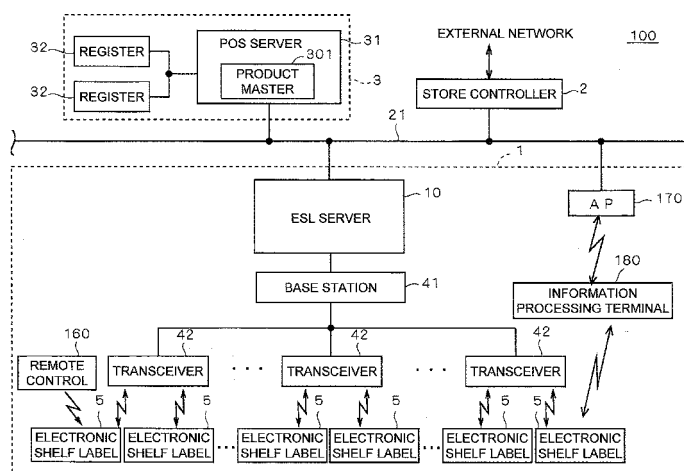 32
REGISTER
32
REGISTER
POS SERVER
31
301
PRODUCT
MASTER
3
EXTERNAL NETWORK
100
STORE CONTROLLER
2
21
1
10
ESL SERVER
A P
170
BASE STATION
41
180
INFORMATION
PROCESSING TERMINAL
160
REMOTE
CONTROL
42
TRANSCEIVER
...
42
TRANSCEIVER
...
42
TRANSCEIVER
5
ELECTRONIC
SHELF LABEL
5
ELECTRONIC
SHELF LABEL
...
5
ELECTRONIC
SHELF LABEL
5
ELECTRONIC
SHELF LABEL
...
5
ELECTRONIC
SHELF LABEL
5
ELECTRONIC
SHELF LABEL